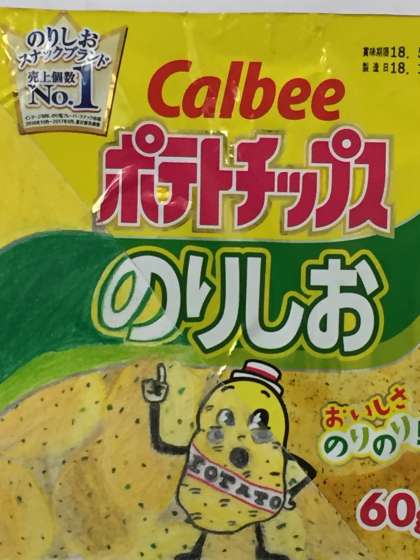 のりしお
スナックブランド
売上個数
No.1
賞味期限18.
製造日18.
Calbee
ポテトチップス
のりしお
POTATO
おいしさ
のりのり!
60g